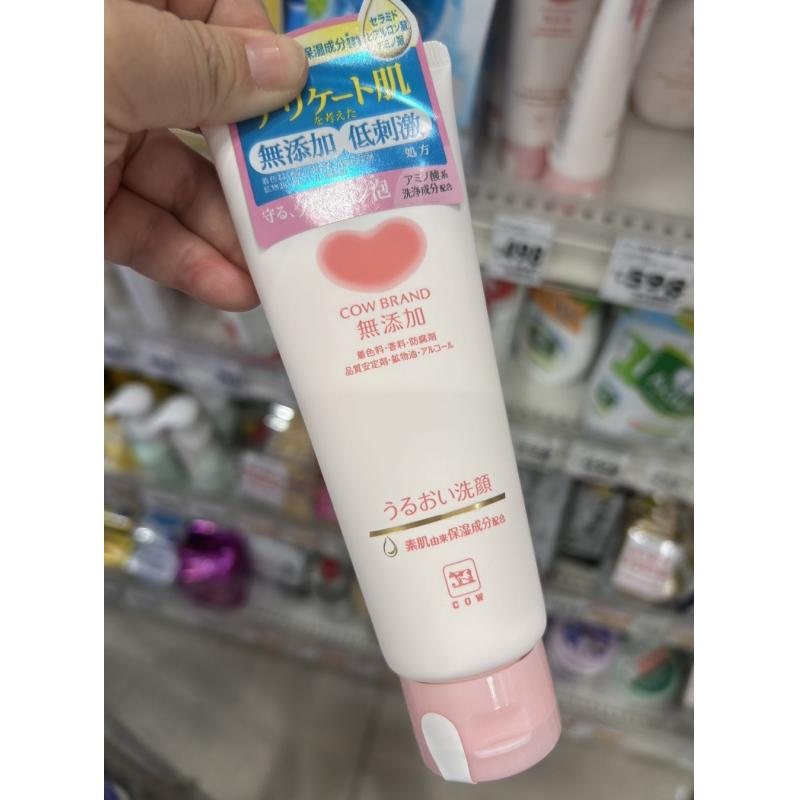 保湿成分
セラミド
ヒアルロン酸
アミノ酸
デリケート肌
を考えた
無添加 低刺激
処方
アミノ酸系
洗浄成分配合
守る、
泡
COW BRAND
無添加
着色料・香料・防腐剤
品質安定剤・鉱物油・アルコール
うるおい洗顔
素肌由来保湿成分配合
COW
498
598